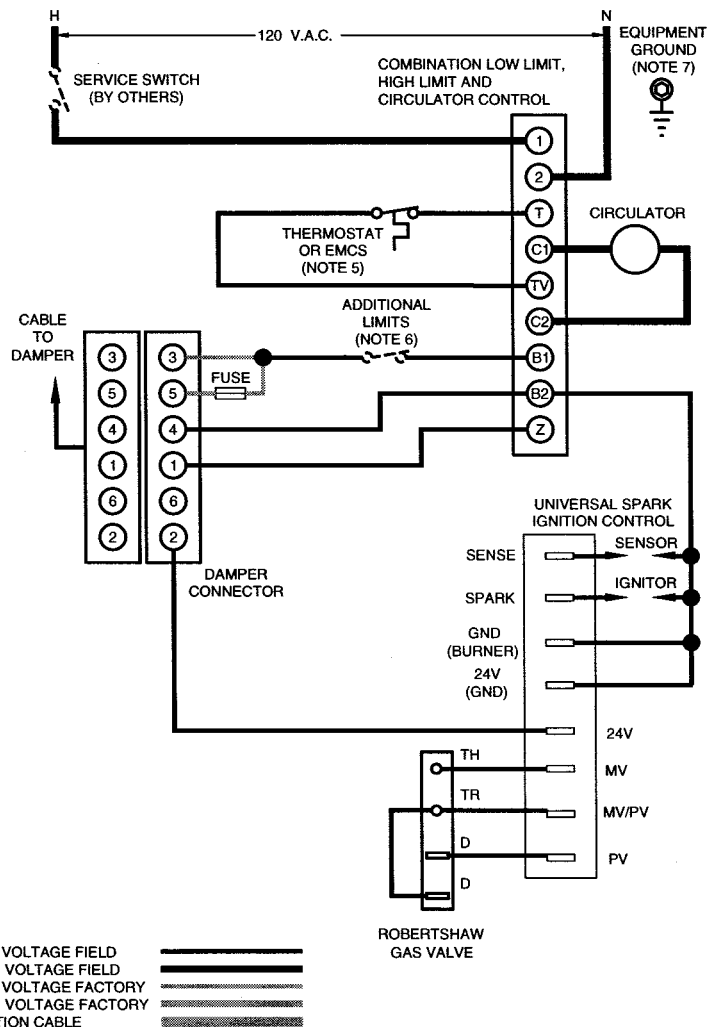 H
N
120 V.A.C.
EQUIPMENT
GROUND
(NOTE 7)
SERVICE SWITCH
(BY OTHERS)
COMBINATION LOW LIMIT,
HIGH LIMIT AND
CIRCULATOR CONTROL
1
2
T
C1
TV
C2
B1
B2
Z
THERMOSTAT
OR EMCS
(NOTE 5)
CIRCULATOR
ADDITIONAL
LIMITS
(NOTE 6)
CABLE
TO
DAMPER
3
5
4
1
6
2
3
5
4
1
6
2
FUSE
DAMPER
CONNECTOR
UNIVERSAL SPARK
IGNITION CONTROL
SENSE
SENSOR
SPARK
IGNITOR
GND
(BURNER)
24V
(GND)
24V
TH
MV
TR
MV/PV
D
PV
D
ROBERTSHAW
GAS VALVE
VOLTAGE FIELD
VOLTAGE FIELD
VOLTAGE FACTORY
VOLTAGE FACTORY
CABLE